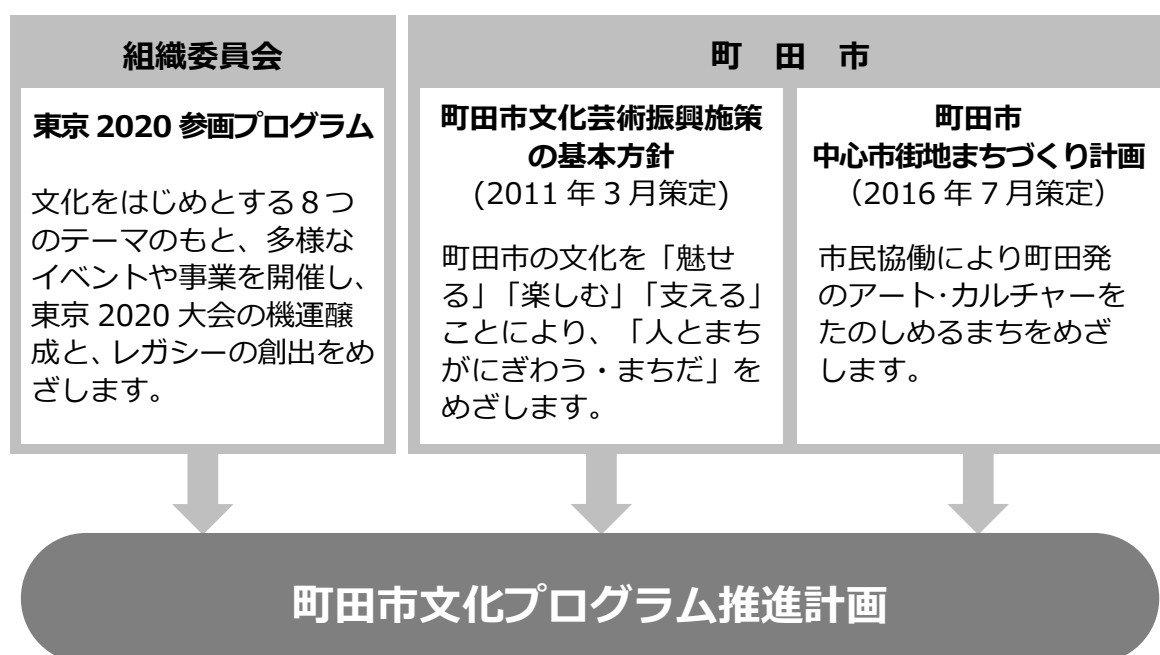 組織委員会
東京 2020 参画プログラム
文化をはじめとする８つ
のテーマのもと、多様な
イベントや事業を開催し、
東京 2020 大会の機運醸
成と、レガシーの創出をめ
ざします。
町　田　市
町田市文化芸術振興施策
の基本方針
(2011 年 3 月策定)
町田市の文化を「魅せ
る」「楽しむ」「支える」
ことにより、「人とまち
がにぎわう・まちだ」を
めざします。
町田市
中心市街地まちづくり計画
（2016 年 7 月策定）
市民協働により町田発
のアート･カルチャーを
たのしめるまちをめざ
します。
町田市文化プログラム推進計画